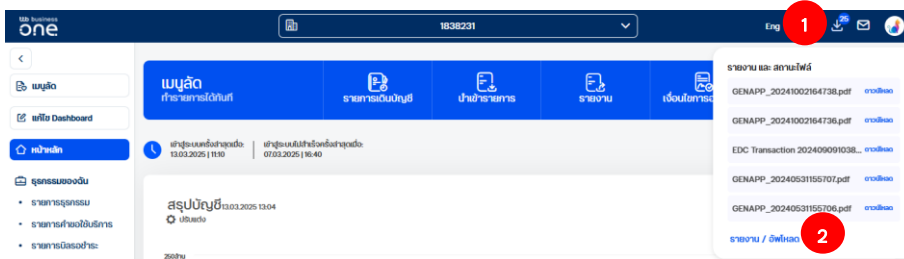 ttb business
one
1838231
Eng
1
25
เมนูลัด
แก้ไข Dashboard
หน้าหลัก
ธุรกรรมของฉัน
รายการธุรกรรม
รายการคำขอใช้บริการ
รายการบิลรอชำระ
เมนูลัด
ทำรายการได้ทันที
รายการเดินบัญชี
นำเข้ารายการ
รายงาน
เงื่อนไขการอ
เข้าสู่ระบบครั้งล่าสุดเมื่อ:
13.03.2025 | 11:10
เข้าสู่ระบบไม่สำเร็จครั้งล่าสุดเมื่อ:
07.03.2025 | 16:40
สรุปบัญชี 13.03.2025 13:04
ปรับแต่ง
250ล้าน
รายงาน และ สถานะไฟล์
GENAPP_20241002164738.pdf ดาวน์โหลด
GENAPP_20241002164736.pdf ดาวน์โหลด
EDC Transaction 202409091038... ดาวน์โหลด
GENAPP_20240531155707.pdf ดาวน์โหลด
GENAPP_20240531155706.pdf ดาวน์โหลด
รายงาน / อัพโหลด
2